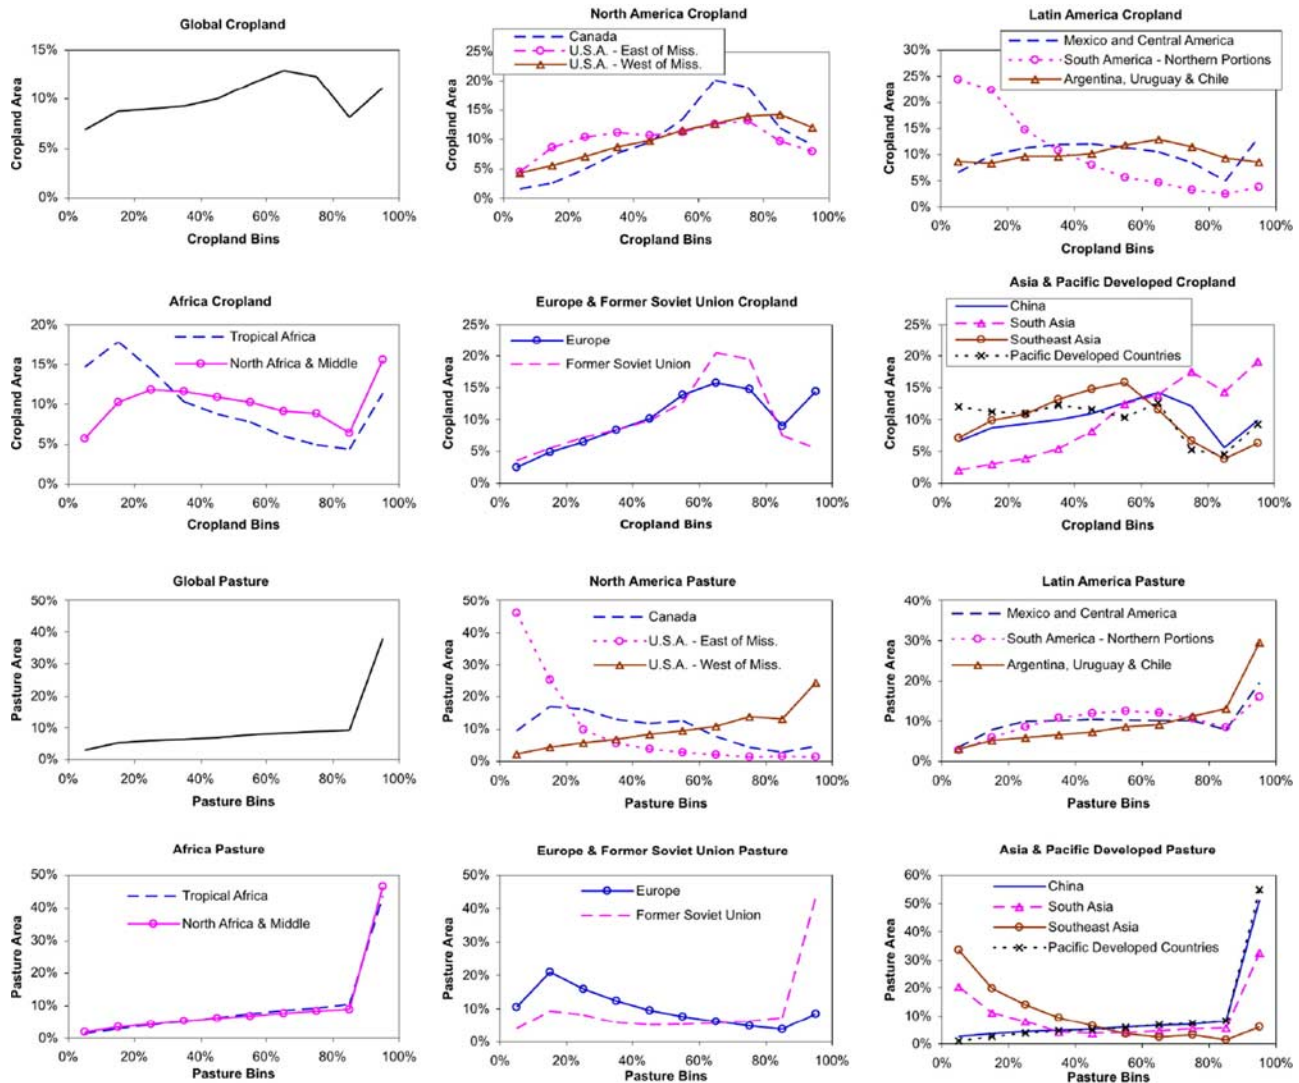 Global Cropland
15%
10%
5%
0%
Cropland Area
0% 20% 40% 60% 80% 100%
Cropland Bins
North America Cropland
Canada
U.S.A. - East of Miss.
U.S.A. - West of Miss.
25%
20%
15%
10%
5%
0%
Cropland Area
0% 20% 40% 60% 80% 100%
Cropland Bins
Latin America Cropland
Mexico and Central America
South America - Northern Portions
Argentina, Uruguay & Chile
30%
25%
20%
15%
10%
5%
0%
Cropland Area
0% 20% 40% 60% 80% 100%
Cropland Bins
Africa Cropland
Tropical Africa
North Africa & Middle
20%
15%
10%
5%
0%
Cropland Area
0% 20% 40% 60% 80% 100%
Cropland Bins
Europe & Former Soviet Union Cropland
Europe
Former Soviet Union
25%
20%
15%
10%
5%
0%
Cropland Area
0% 20% 40% 60% 80% 100%
Cropland Bins
Asia & Pacific Developed Cropland
China
South Asia
Southeast Asia
Pacific Developed Countries
25%
20%
15%
10%
5%
0%
Cropland Area
0% 20% 40% 60% 80% 100%
Cropland Bins
Global Pasture
50%
40%
30%
20%
10%
0%
Pasture Area
0% 20% 40% 60% 80% 100%
Pasture Bins
North America Pasture
Canada
U.S.A. - East of Miss.
U.S.A. - West of Miss.
50%
40%
30%
20%
10%
0%
Pasture Area
0% 20% 40% 60% 80% 100%
Pasture Bins
Latin America Pasture
Mexico and Central America
South America - Northern Portions
Argentina, Uruguay & Chile
40%
30%
20%
10%
0%
Pasture Area
0% 20% 40% 60% 80% 100%
Pasture Bins
Africa Pasture
Tropical Africa
North Africa & Middle
50%
40%
30%
20%
10%
0%
Pasture Area
0% 20% 40% 60% 80% 100%
Pasture Bins
Europe & Former Soviet Union Pasture
Europe
Former Soviet Union
50%
40%
30%
20%
10%
0%
Pasture Area
0% 20% 40% 60% 80% 100%
Pasture Bins
Asia & Pacific Developed Pasture
China
South Asia
Southeast Asia
Pacific Developed Countries
60%
50%
40%
30%
20%
10%
0%
Pasture Area
0% 20% 40% 60% 80% 100%
Pasture Bins